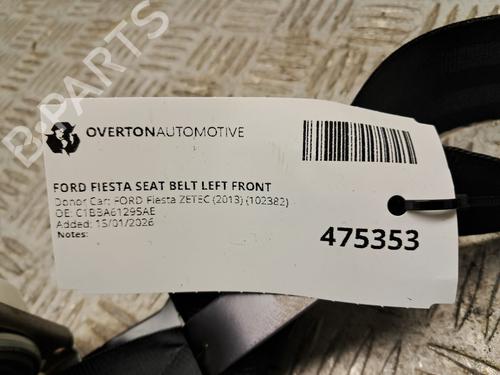 B-PARTS
OVERTONAUTOMOTIVE
FORD FIESTA SEAT BELT LEFT FRONT
Donor Car: FORD Fiesta ZETEC (2013) (102382)
OE: C1BBA61295AE
Added: 15/01/2026
Notes:
475353